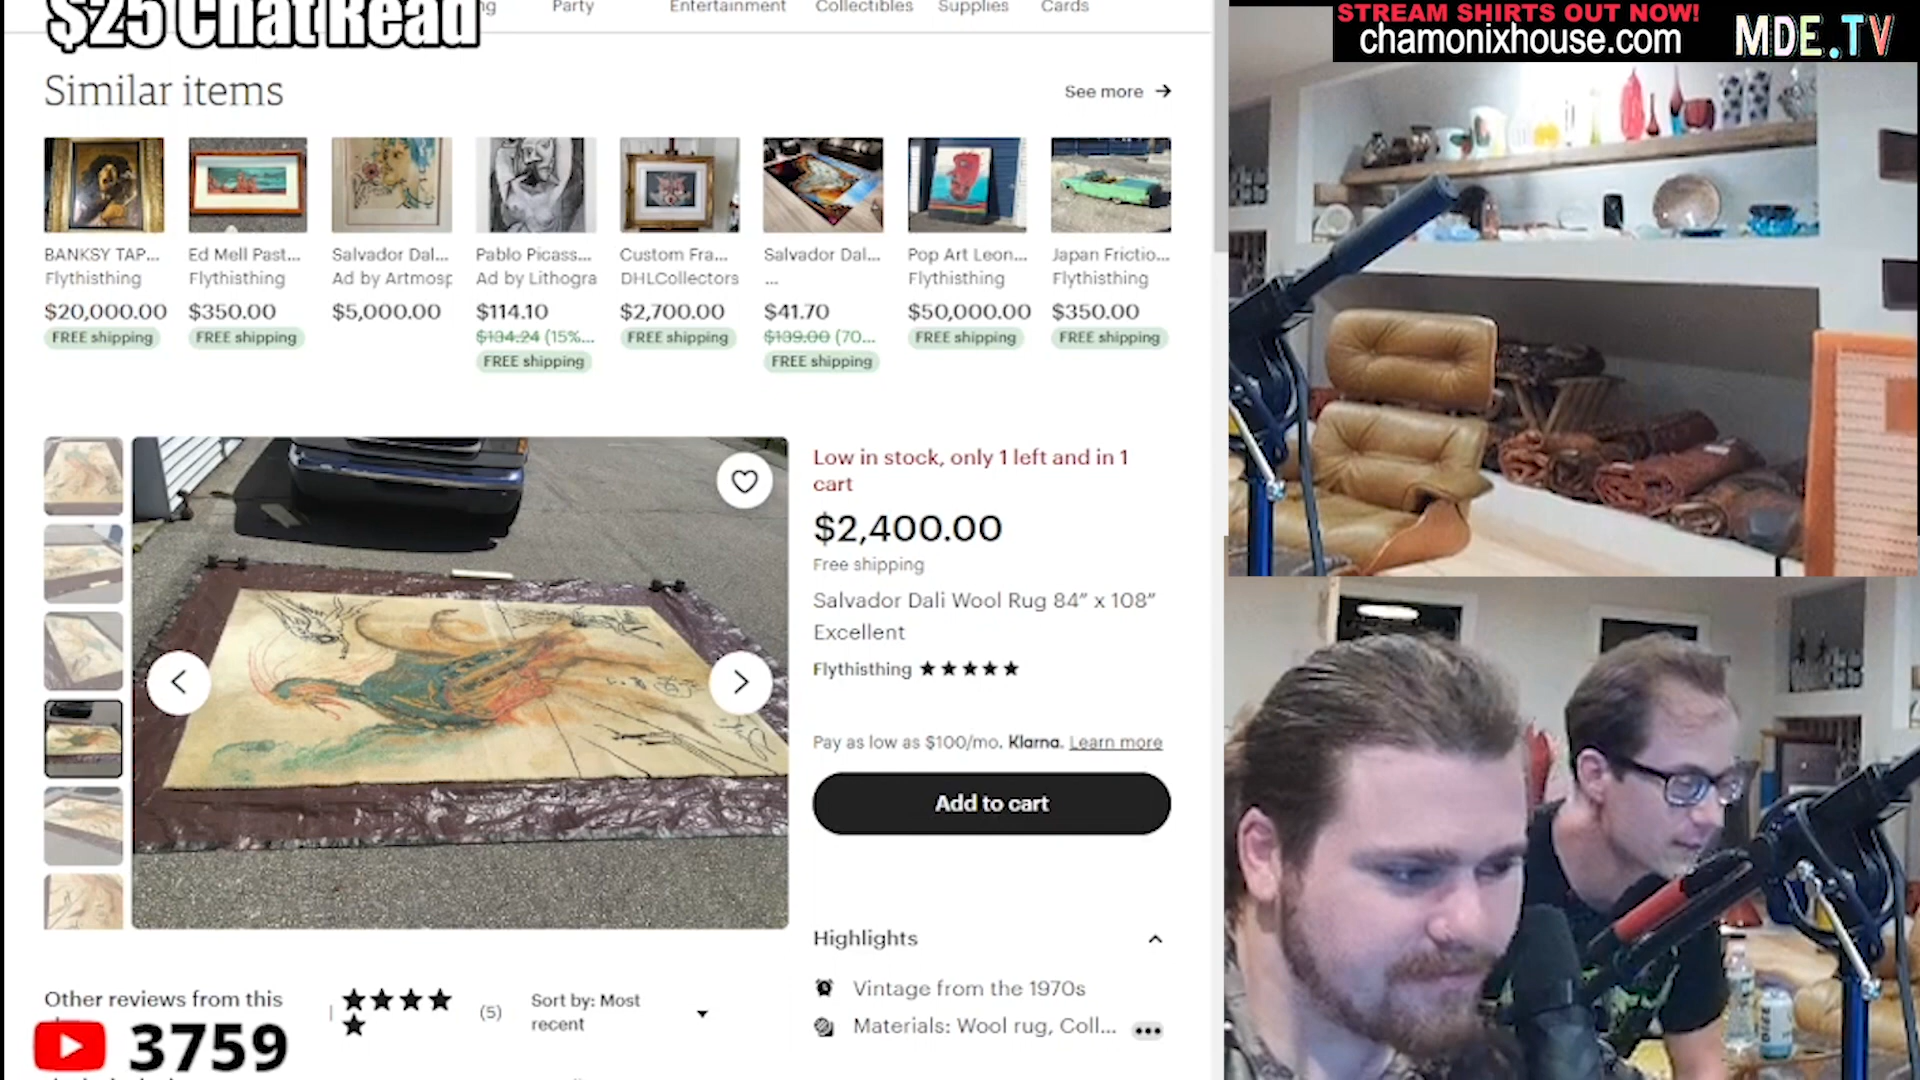 $25 Chat Read
Party
Entertainment
Collectibles
Supplies
Cards
STREAM SHIRTS OUT NOW!
chamonixhouse.com
MDE.TV
Similar items
See more
BANKSY TAP...
Flythisthing
$20,000.00
FREE shipping
Ed Mell Past...
Flythisthing
$350.00
FREE shipping
Salvador Dal...
Ad by Artmosp
$5,000.00
Pablo Picass...
Ad by Lithogra
$114.10
$134.24 (15%...
FREE shipping
Custom Fra...
DHLCollectors
$2,700.00
FREE shipping
Salvador Dal...
...
$41.70
$139.00 (70...
FREE shipping
Pop Art Leon...
Flythisthing
$50,000.00
FREE shipping
Japan Frictio...
Flythisthing
$350.00
FREE shipping
Low in stock, only 1 left and in 1
cart
$2,400.00
Free shipping
Salvador Dali Wool Rug 84” x 108”
Excellent
Flythisthing
Pay as low as $100/mo. Klarna. Learn more
Add to cart
Highlights
Vintage from the 1970s
Materials: Wool rug, Coll...
Other reviews from this
(5)
Sort by: Most
recent
3759